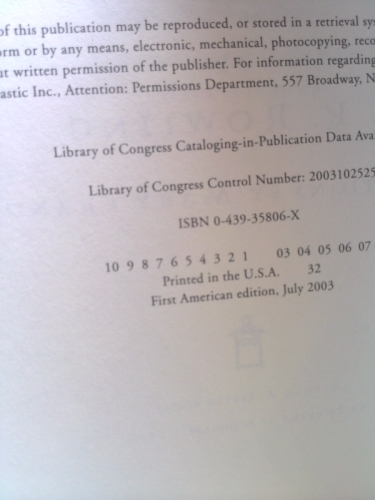 of this publication may be reproduced, or stored in a retrieval sys
orm or by any means, electronic, mechanical, photocopying, reco
ut written permission of the publisher. For information regarding
astic Inc., Attention: Permissions Department, 557 Broadway, N
Library of Congress Cataloging-in-Publication Data Ava
Library of Congress Control Number: 2003102525
ISBN 0-439-35806-X
10 9 8 7 6 5 4 3 2 1 03 04 05 06 07
Printed in the U.S.A. 32
First American edition, July 2003